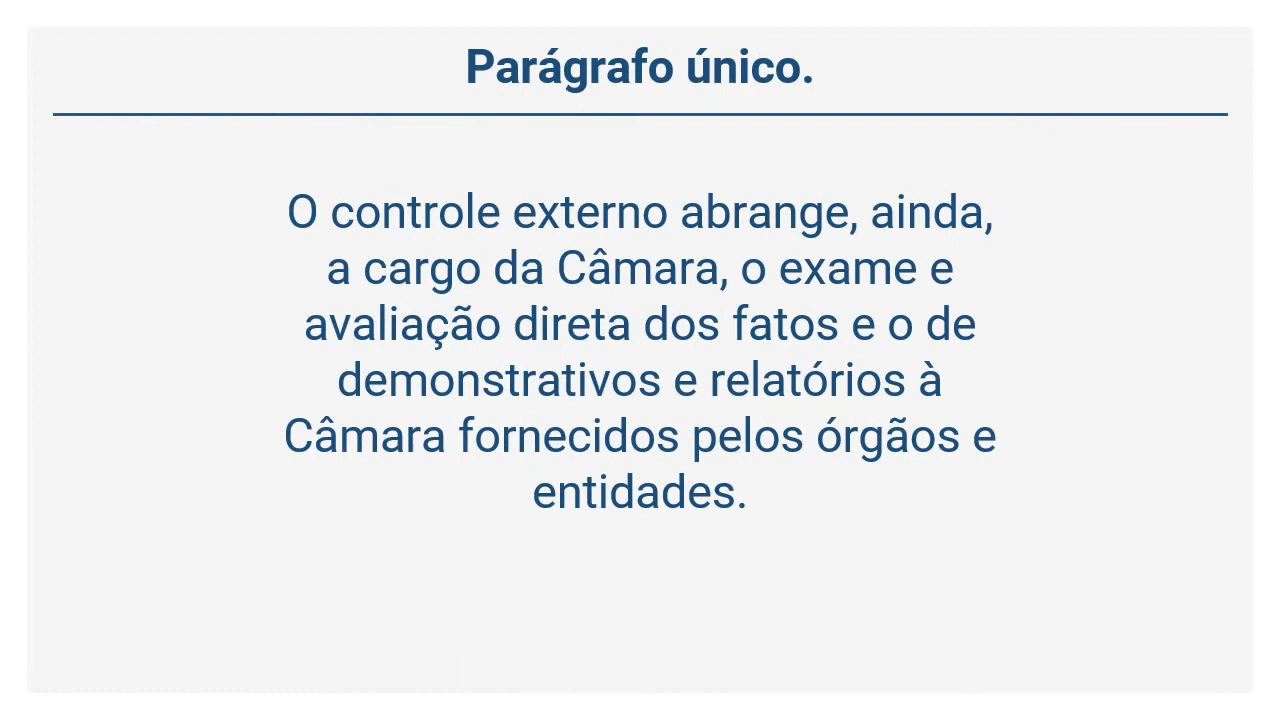 Parágrafo único.
O controle externo abrange, ainda,
a cargo da Câmara, o exame e
avaliação direta dos fatos e o de
demonstrativos e relatórios à
Câmara fornecidos pelos órgãos e
entidades.